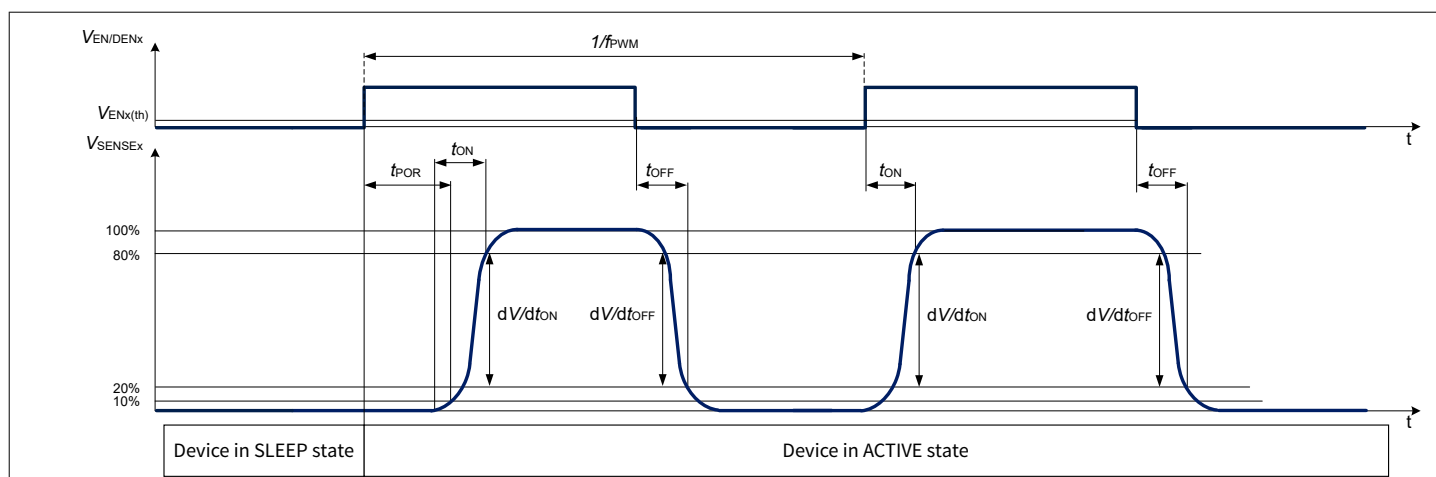 VEN/DENx
1/fPWM
VENx(th)
t
VSENSEx
tON
tPOR
tOFF
tON
tOFF
100%
80%
dV/dtON
dV/dtOFF
dV/dtON
dV/dtOFF
20%
10%
t
Device in SLEEP state
Device in ACTIVE state